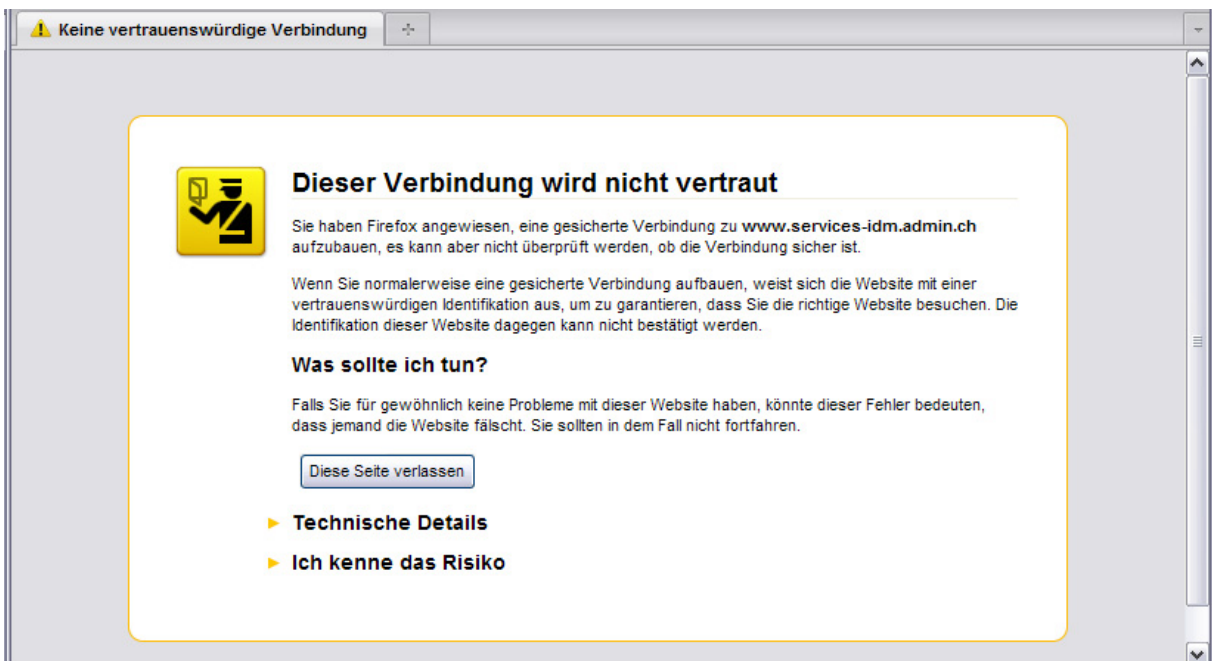 Keine vertrauenswürdige Verbindung
Dieser Verbindung wird nicht vertraut
Sie haben Firefox angewiesen, eine gesicherte Verbindung zu www.services-idm.admin.ch
aufzubauen, es kann aber nicht überprüft werden, ob die Verbindung sicher ist.
Wenn Sie normalerweise eine gesicherte Verbindung aufbauen, weist sich die Website mit einer
vertrauenswürdigen Identifikation aus, um zu garantieren, dass Sie die richtige Website besuchen. Die
Identifikation dieser Website dagegen kann nicht bestätigt werden.
Was sollte ich tun?
Falls Sie für gewöhnlich keine Probleme mit dieser Website haben, könnte dieser Fehler bedeuten,
dass jemand die Website fälscht. Sie sollten in dem Fall nicht fortfahren.
Diese Seite verlassen
Technische Details
Ich kenne das Risiko